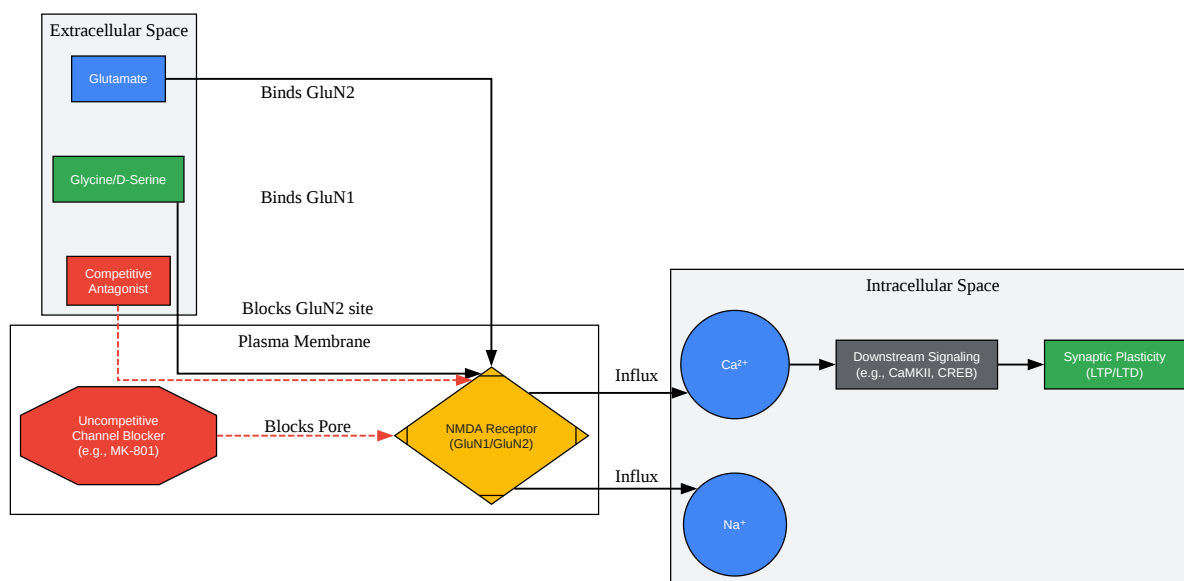 Extracellular Space
Glutamate
Binds GluN2
Glycine/D-Serine
Binds GluN1
Competitive
Antagonist
Blocks GluN2 site
Plasma Membrane
Uncompetitive
Channel Blocker
(e.g., MK-801)
Blocks Pore
NMDA Receptor
(GluN1/GluN2)
Influx
Influx
Intracellular Space
Ca²⁺
Downstream Signaling
(e.g., CaMKII, CREB)
Synaptic Plasticity
(LTP/LTD)
Na⁺